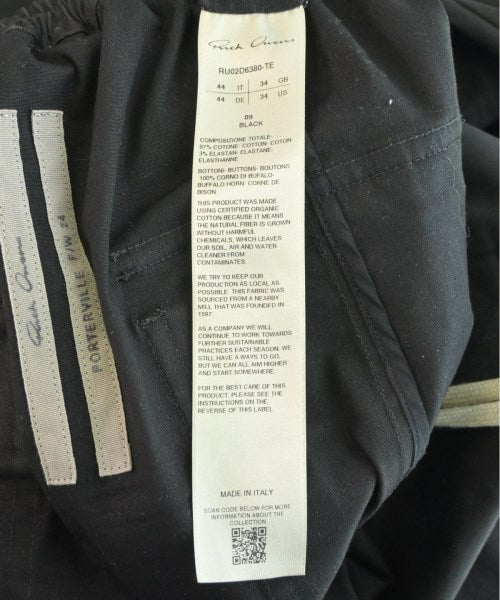 Rick Owens
RU02D6380-TE
44 IT 34 GB
44 DE 34 US
09
BLACK
COMPOSIZIONE TOTALE-
97% COTONE- COTTON- COTON
3% ELASTAN- ELASTANE-
ELASTHANNE
BOTTONI- BUTTONS- BOUTONS
100% CORNO DI BUFALO-
BUFFALO HORN- CORNE DE
BISON
THIS PRODUCT WAS MADE
USING CERTIFIED ORGANIC
COTTON BECAUSE IT MEANS
THE NATURAL FIBER IS GROWN
WITHOUT HARMFUL
CHEMICALS, WHICH LEAVES
OUR SOIL, AIR AND WATER
CLEANER FROM
CONTAMINATES.
WE TRY TO KEEP OUR
PRODUCTION AS LOCAL AS
POSSIBLE. THIS FABRIC WAS
SOURCED FROM A NEARBY
MILL THAT WAS FOUNDED IN
1597.
AS A COMPANY WE WILL
CONTINUE TO WORK TOWARDS
FURTHER SUSTAINABLE
PRACTICES EACH SEASON. WE
STILL HAVE A WAYS TO GO,
BUT WE CAN ALL AIM HIGHER
AND START SOMEWHERE.
FOR THE BEST CARE OF THIS
PRODUCT, PLEASE SEE THE
INSTRUCTIONS ON THE
REVERSE OF THIS LABEL.
MADE IN ITALY
SCAN CODE BELOW FOR MORE
INFORMATION ABOUT THE
COLLECTION
Rick Owens
PORTERVILLE F/W 24